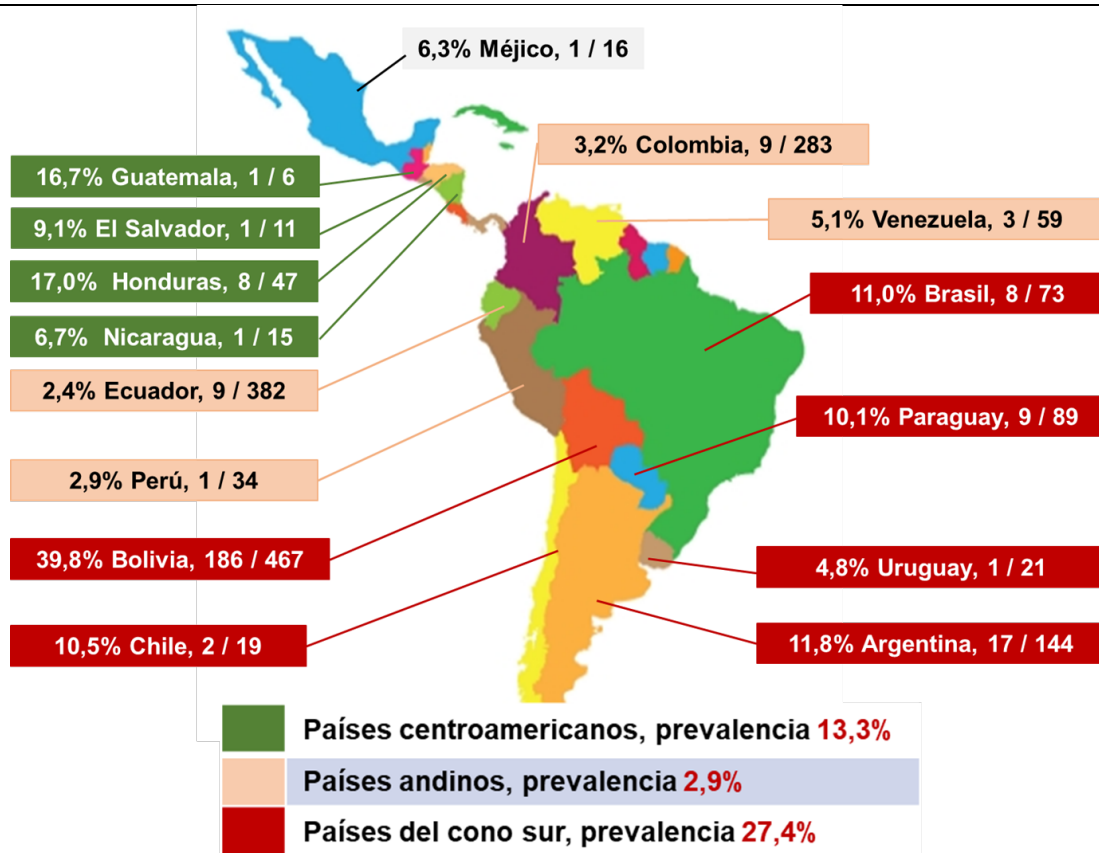 6,3% Méjico, 1 / 16
3,2% Colombia, 9 / 283
16,7% Guatemala, 1 / 6
5,1% Venezuela, 3 / 59
9,1% El Salvador, 1 / 11
17,0% Honduras, 8 / 47
11,0% Brasil, 8 / 73
6,7% Nicaragua, 1 / 15
2,4% Ecuador, 9 / 382
10,1% Paraguay, 9 / 89
2,9% Perú, 1 / 34
39,8% Bolivia, 186 / 467
4,8% Uruguay, 1 / 21
10,5% Chile, 2 / 19
11,8% Argentina, 17 / 144
Países centroamericanos, prevalencia 13,3%
Países andinos, prevalencia 2,9%
Países del cono sur, prevalencia 27,4%